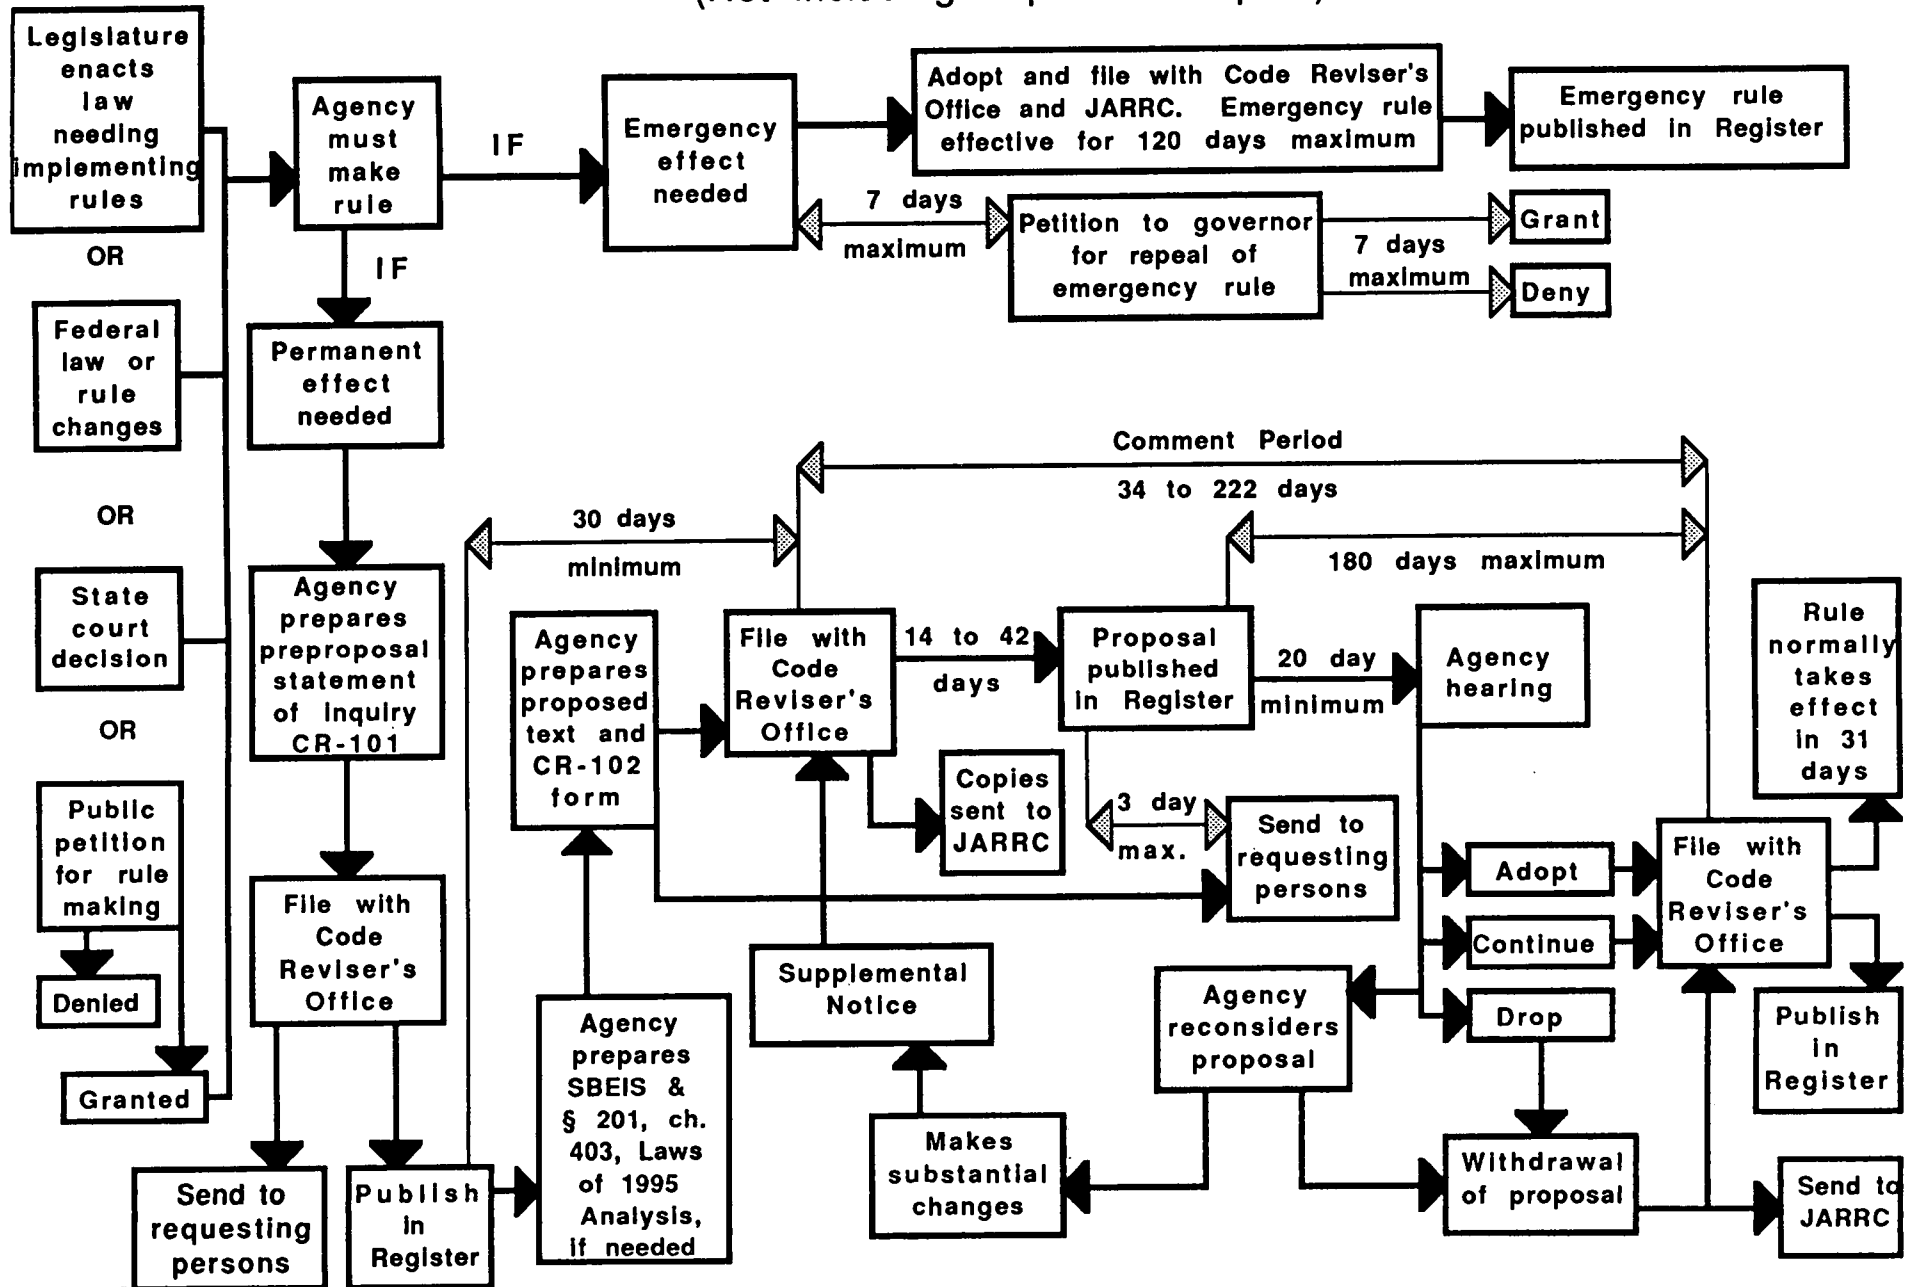 Legislature
enacts
law
needing
implementing
rules
OR
Federal
law or
rule
changes
OR
State
court
decision
OR
Public
petition
for rule
making
Denied
Granted
Agency
must
make
rule
IF
Emergency
effect
needed
Adopt and file with Code Reviser's
Office and JARRC. Emergency rule
effective for 120 days maximum
Emergency rule
published in Register
7 days
maximum
Petition to governor
for repeal of
emergency rule
7 days
maximum
Grant
Deny
IF
Permanent
effect
needed
Agency
prepares
preproposal
statement
of inquiry
CR-101
File with
Code
Reviser's
Office
Send to
requesting
persons
Publish
in
Register
30 days
minimum
Agency
prepares
SBEIS &
§ 201, ch.
403, Laws
of 1995
Analysis,
if needed
Agency
prepares
proposed
text and
CR-102
form
File with
Code
Reviser's
Office
Comment Period
34 to 222 days
14 to 42
days
Copies
sent to
JARRC
Proposal
published
in Register
180 days maximum
3 day
max.
Send to
requesting
persons
20 day
minimum
Agency
hearing
Adopt
Continue
Drop
Agency
reconsiders
proposal
Makes
substantial
changes
Supplemental
Notice
Withdrawal
of proposal
Send to
JARRC
File with
Code
Reviser's
Office
Rule
normally
takes
effect
in 31
days
Publish
in
Register